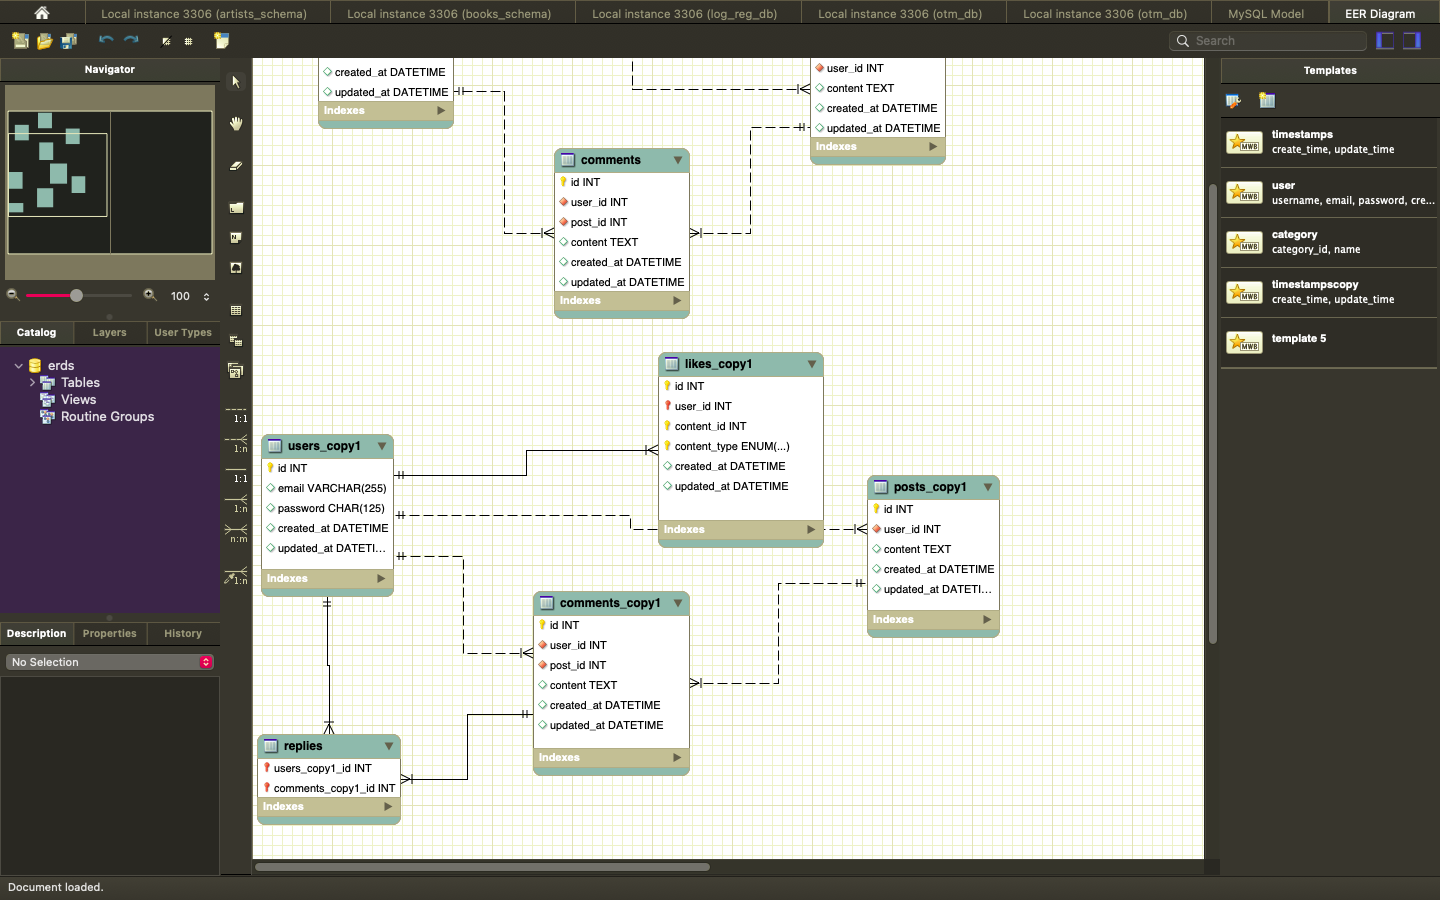 Local instance 3306 (artists_schema)
Local instance 3306 (books_schema)
Local instance 3306 (log_reg_db)
Local instance 3306 (otm_db)
Local instance 3306 (otm_db)
MySQL Model
EER Diagram
Search
Navigator
100
Catalog
Layers
User Types
erds
Tables
Views
Routine Groups
Description
Properties
History
No Selection
1:1
1:n
1:1
1:n
n:m
1:n
created_at DATETIME
updated_at DATETIME
Indexes
user_id INT
content TEXT
created_at DATETIME
updated_at DATETIME
Indexes
comments
id INT
user_id INT
post_id INT
content TEXT
created_at DATETIME
updated_at DATETIME
Indexes
likes_copy1
id INT
user_id INT
content_id INT
content_type ENUM(...)
created_at DATETIME
updated_at DATETIME
Indexes
users_copy1
id INT
email VARCHAR(255)
password CHAR(125)
created_at DATETIME
updated_at DATETI...
Indexes
posts_copy1
id INT
user_id INT
content TEXT
created_at DATETIME
updated_at DATETI...
Indexes
comments_copy1
id INT
user_id INT
post_id INT
content TEXT
created_at DATETIME
updated_at DATETIME
Indexes
replies
users_copy1_id INT
comments_copy1_id INT
Indexes
Templates
timestamps
create_time, update_time
user
username, email, password, cre...
category
category_id, name
timestampscopy
create_time, update_time
template 5
MWB
MWB
MWB
MWB
MWB
Document loaded.